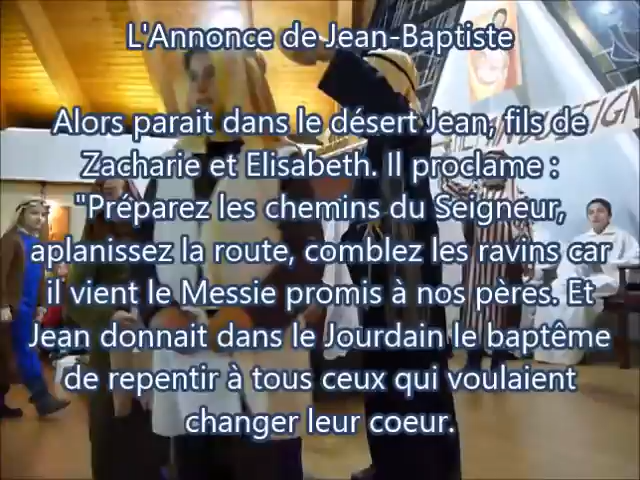 L'Annonce de Jean-Baptiste
Alors parait dans le désert Jean, fils de
Zacharie et Elisabeth. Il proclame :
"Préparez les chemins du Seigneur,
aplanissez la route, comblez les ravins car
il vient le Messie promis à nos pères. Et
Jean donnait dans le Jourdain le baptême
de repentir à tous ceux qui voulaient
changer leur coeur.